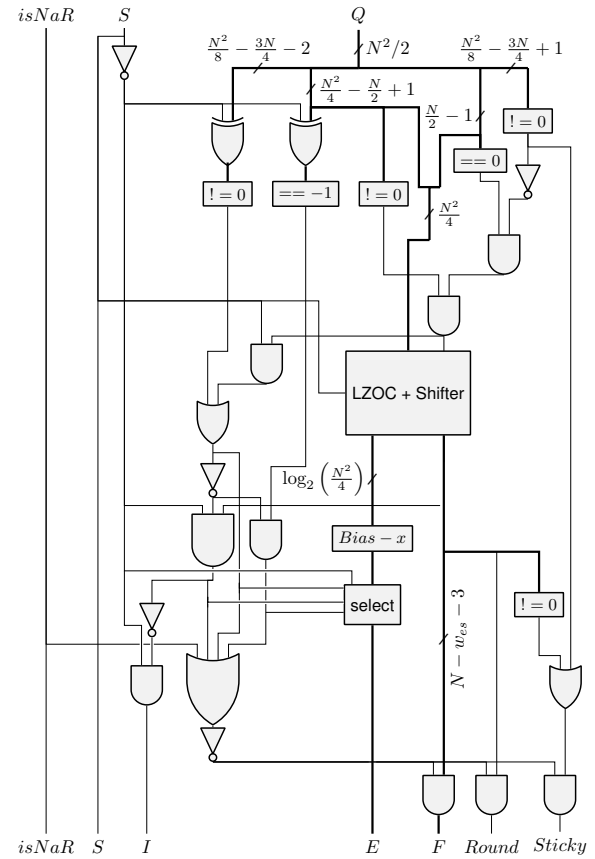 isNaR S Q
N²/8 − 3N/4 − 2 N²/2 N²/8 − 3N/4 + 1
N²/4 − N/2 + 1
N/2 − 1 != 0
== 0
!= 0 == −1 != 0
N²/4
LZOC + Shifter
log₂ (N²/4)
Bias − x
select != 0
N − w_es − 3
isNaR S I E F Round Sticky